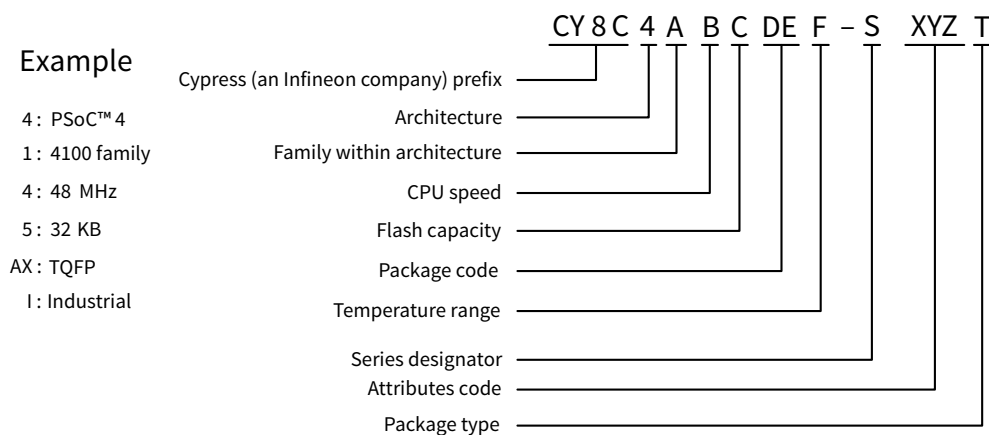 CY8C 4 A B C DE F – S XYZ T
Example
Cypress (an Infineon company) prefix
4: PSoC™ 4
Architecture
1: 4100 family
Family within architecture
4: 48 MHz
CPU speed
5: 32 KB
Flash capacity
AX: TQFP
Package code
I: Industrial
Temperature range
Series designator
Attributes code
Package type